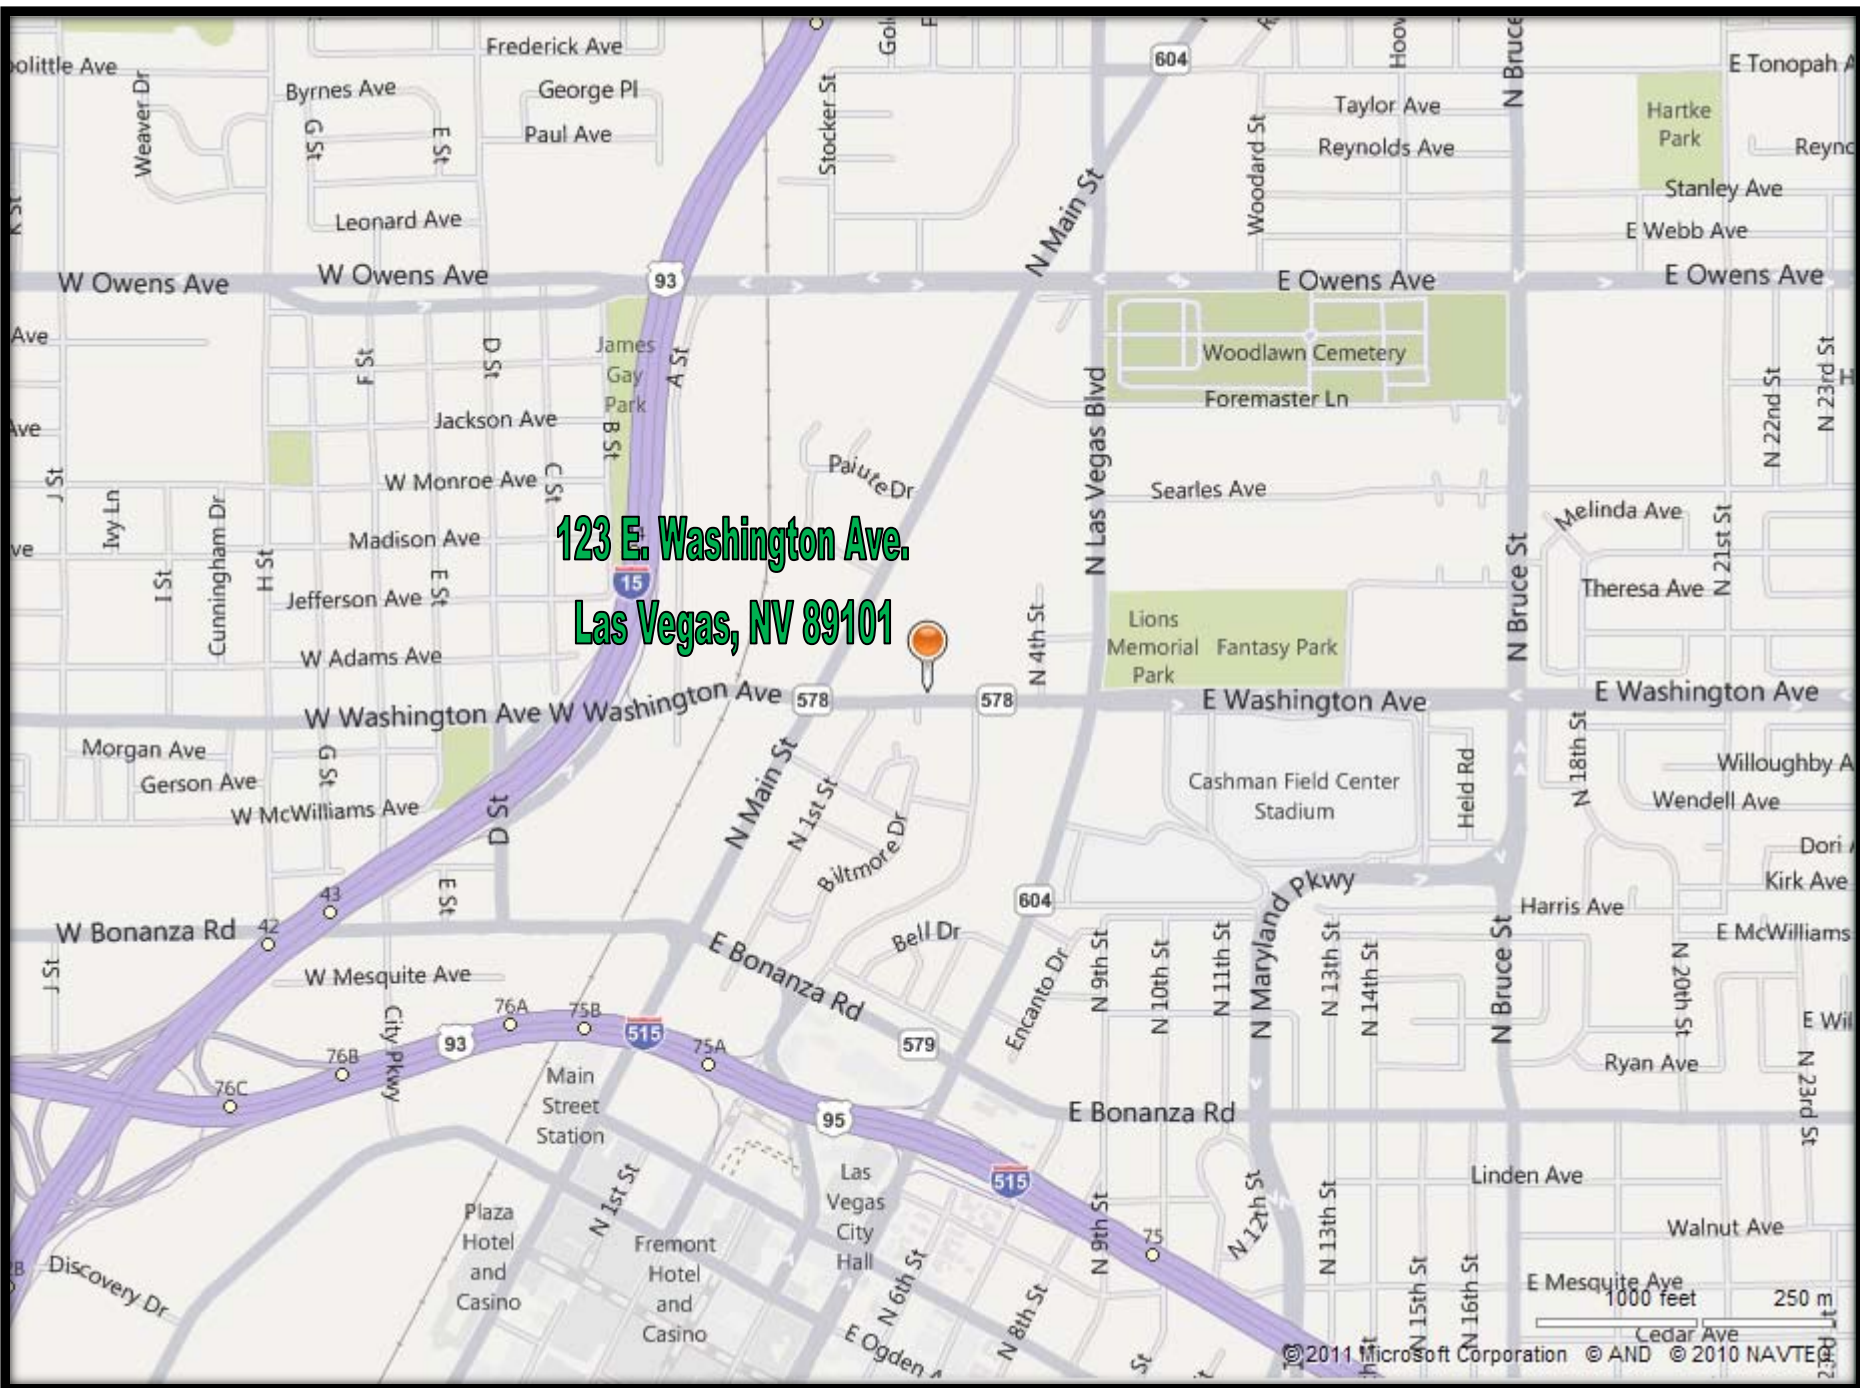 Frederick Ave
604
E Tonopah
Weaver Dr
Byrnes Ave
George Pl
Stocker St
N Bruce
Taylor Ave
Hartke
Park
G St
E St
Paul Ave
Woodard St
Reynolds Ave
Stanley Ave
Leonard Ave
N Main St
E Webb Ave
W Owens Ave
W Owens Ave
93
E Owens Ave
E Owens Ave
James
Gay
Park
A St
F St
D St
Woodlawn Cemetery
Foremaster Ln
N 22nd St
N 23rd St
Jackson Ave
B St
N Las Vegas Blvd
J St
W Monroe Ave
C St
Paiute Dr
Searles Ave
Ivy Ln
Cunningham Dr
Melinda Ave
N 21st St
Madison Ave
123 E. Washington Ave.
I St
H St
E St
15
Jefferson Ave
Theresa Ave
N Bruce St
Las Vegas, NV 89101
N 4th St
Lions
Memorial
Park
Fantasy Park
W Adams Ave
W Washington Ave
W Washington Ave
578
578
E Washington Ave
E Washington Ave
Morgan Ave
G St
Gerson Ave
W McWilliams Ave
D St
N Main St
N 1st St
Biltmore Dr
Cashman Field Center
Stadium
Held Rd
N 18th St
Willoughby A
Wendell Ave
Dori
Kirk Ave
43
42
E St
604
N Maryland Pkwy
Harris Ave
W Bonanza Rd
E Bonanza Rd
Bell Dr
E McWilliams
J St
W Mesquite Ave
City Pkwy
Encanto Dr
N 9th St
N 10th St
N 11th St
N 13th St
N 14th St
N Bruce St
N 20th St
76A
75B
515
75A
579
93
76B
76C
Ryan Ave
N 23rd St
Main
Street
Station
95
E Bonanza Rd
515
Las
Vegas
City
Hall
Linden Ave
N 1st St
Plaza
Hotel
and
Casino
Fremont
Hotel
and
Casino
N 6th St
N 8th St
N 9th St
75
N 12th St
N 13th St
N 15th St
N 16th St
Walnut Ave
Discovery Dr
E Ogden
E Mesquite Ave
1000 feet
250 m
Cedar Ave
© 2011 Microsoft Corporation © AND © 2010 NAVTEQ